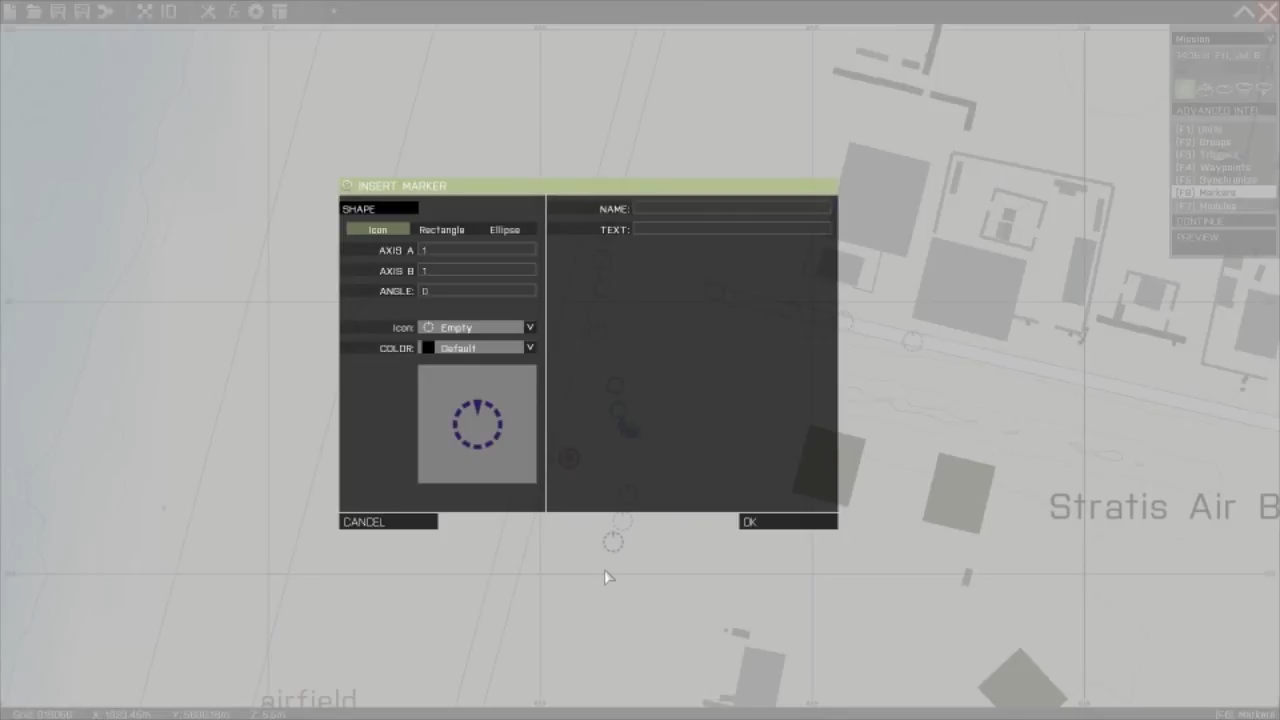 Mission
ADVANCED INTEL
[F1] Units
[F2] Groups
[F3] Triggers
[F4] Waypoints
[F5] Synchronize
[F6] Markers
[F7] Modules
CONTINUE
PREVIEW
INSERT MARKER
SHAPE
Icon Rectangle Ellipse
AXIS A 1
AXIS B 1
ANGLE: 0
Icon: Empty
COLOR: Default
NAME:
TEXT:
CANCEL
OK
Stratis Air B
airfield
[F6] Markers